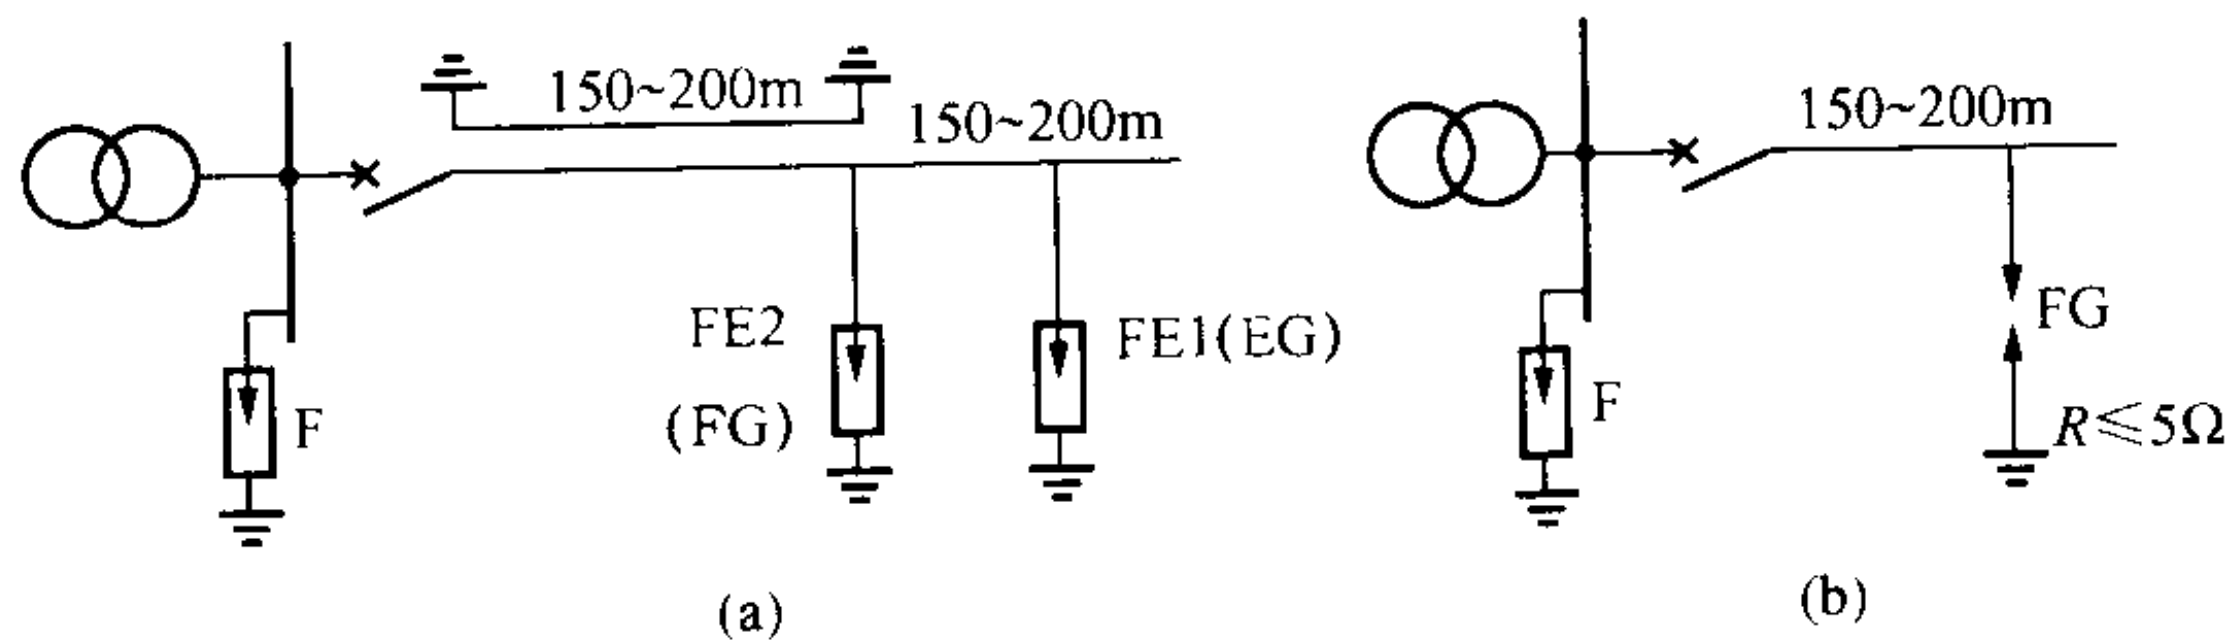 150~200m
150~200m
FE2
(FG)
FE1(EG)
F
(a)
150~200m
FG
F
R≤5Ω
(b)